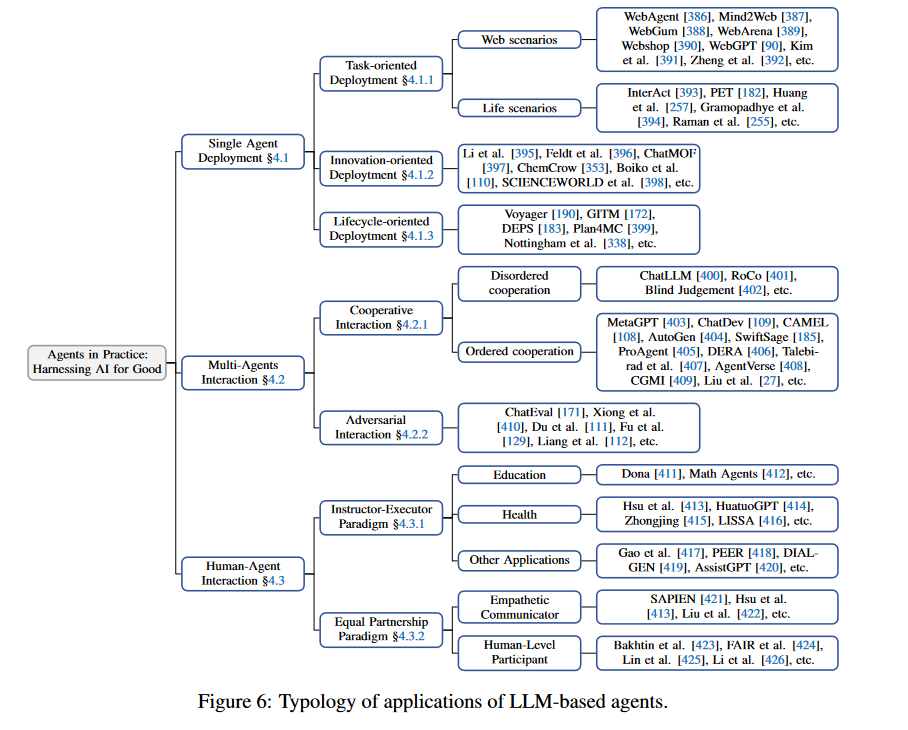 Agents in Practice:
Harnessing AI for Good
Single Agent
Deployment §4.1
Task-oriented
Deploytment §4.1.1
Web scenarios
WebAgent [386], Mind2Web [387],
WebGum [388], WebArena [389],
Webshop [390], WebGPT [90], Kim
et al. [391], Zheng et al. [392], etc.
Life scenarios
InterAct [393], PET [182], Huang
et al. [257], Gramopadhye et al.
[394], Raman et al. [255], etc.
Innovation-oriented
Deploytment §4.1.2
Li et al. [395], Feldt et al. [396], ChatMOF
[397], ChemCrow [353], Boiko et al.
[110], SCIENCEWORLD et al. [398], etc.
Lifecycle-oriented
Deploytment §4.1.3
Voyager [190], GITM [172],
DEPS [183], Plan4MC [399],
Nottingham et al. [338], etc.
Multi-Agents
Interaction §4.2
Cooperative
Interaction §4.2.1
Disordered
cooperation
ChatLLM [400], RoCo [401],
Blind Judgement [402], etc.
Ordered cooperation
MetaGPT [403], ChatDev [109], CAMEL
[108], AutoGen [404], SwiftSage [185],
ProAgent [405], DERA [406], Talebi-
rad et al. [407], AgentVerse [408],
CGMI [409], Liu et al. [27], etc.
Adversarial
Interaction §4.2.2
ChatEval [171], Xiong et al.
[410], Du et al. [111], Fu et al.
[129], Liang et al. [112], etc.
Human-Agent
Interaction §4.3
Instructor-Executor
Paradigm §4.3.1
Education
Dona [411], Math Agents [412], etc.
Health
Hsu et al. [413], HuatuoGPT [414],
Zhongjing [415], LISSA [416], etc.
Other Applications
Gao et al. [417], PEER [418], DIAL-
GEN [419], AssistGPT [420], etc.
Equal Partnership
Paradigm §4.3.2
Empathetic
Communicator
SAPIEN [421], Hsu et al.
[413], Liu et al. [422], etc.
Human-Level
Participant
Bakhtin et al. [423], FAIR et al. [424],
Lin et al. [425], Li et al. [426], etc.
Figure 6: Typology of applications of LLM-based agents.